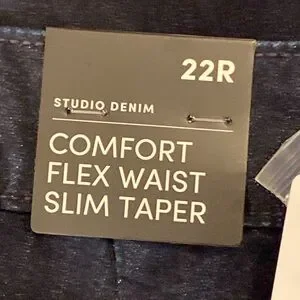 22R
STUDIO DENIM
COMFORT
FLEX WAIST
SLIM TAPER